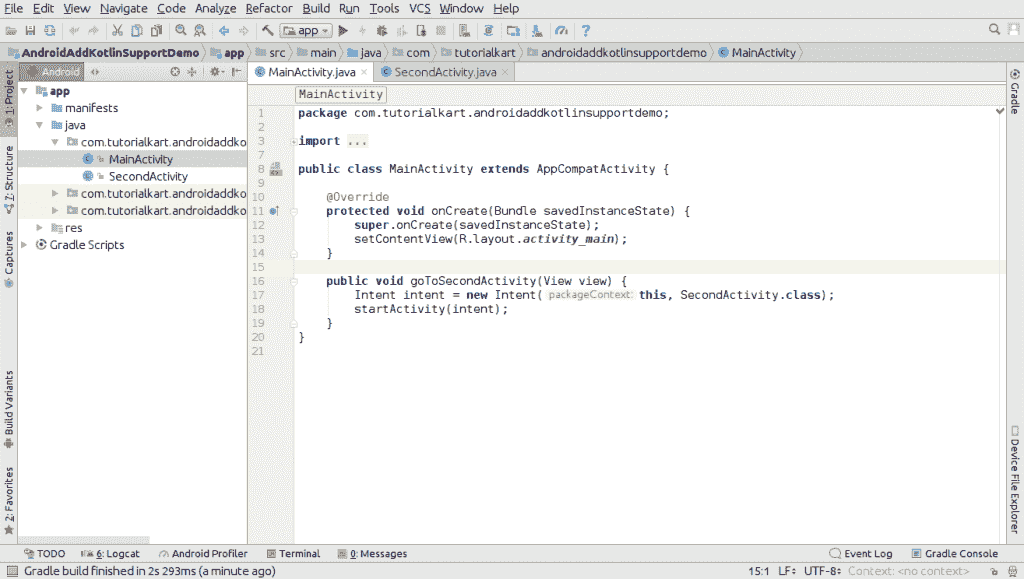 File Edit View Navigate Code Analyze Refactor Build Run Tools VCS Window Help
app
AndroidAddKotlinSupportDemo app src main java com tutorialkart androidaddkotlinsupportdemo MainActivity
Android
MainActivity.java SecondActivity.java
1: Project
7: Structure
Captures
Build Variants
2: Favorites
app
manifests
java
com.tutorialkart.androidaddko
MainActivity
SecondActivity
com.tutorialkart.androidaddko
com.tutorialkart.androidaddko
res
Gradle Scripts
MainActivity
1 package com.tutorialkart.androidaddkotlinsupportdemo;
2
3 import ...
7
8 public class MainActivity extends AppCompatActivity {
9
10 @Override
11 protected void onCreate(Bundle savedInstanceState) {
12 super.onCreate(savedInstanceState);
13 setContentView(R.layout.activity_main);
14 }
15
16 public void goToSecondActivity(View view) {
17 Intent intent = new Intent( packageContext: this, SecondActivity.class);
18 startActivity(intent);
19 }
20 }
21
Gradle
Device File Explorer
TODO 6: Logcat Android Profiler Terminal 0: Messages Event Log Gradle Console
Gradle build finished in 2s 293ms (a minute ago) 15:1 LF÷ UTF-8÷ Context: <no context>